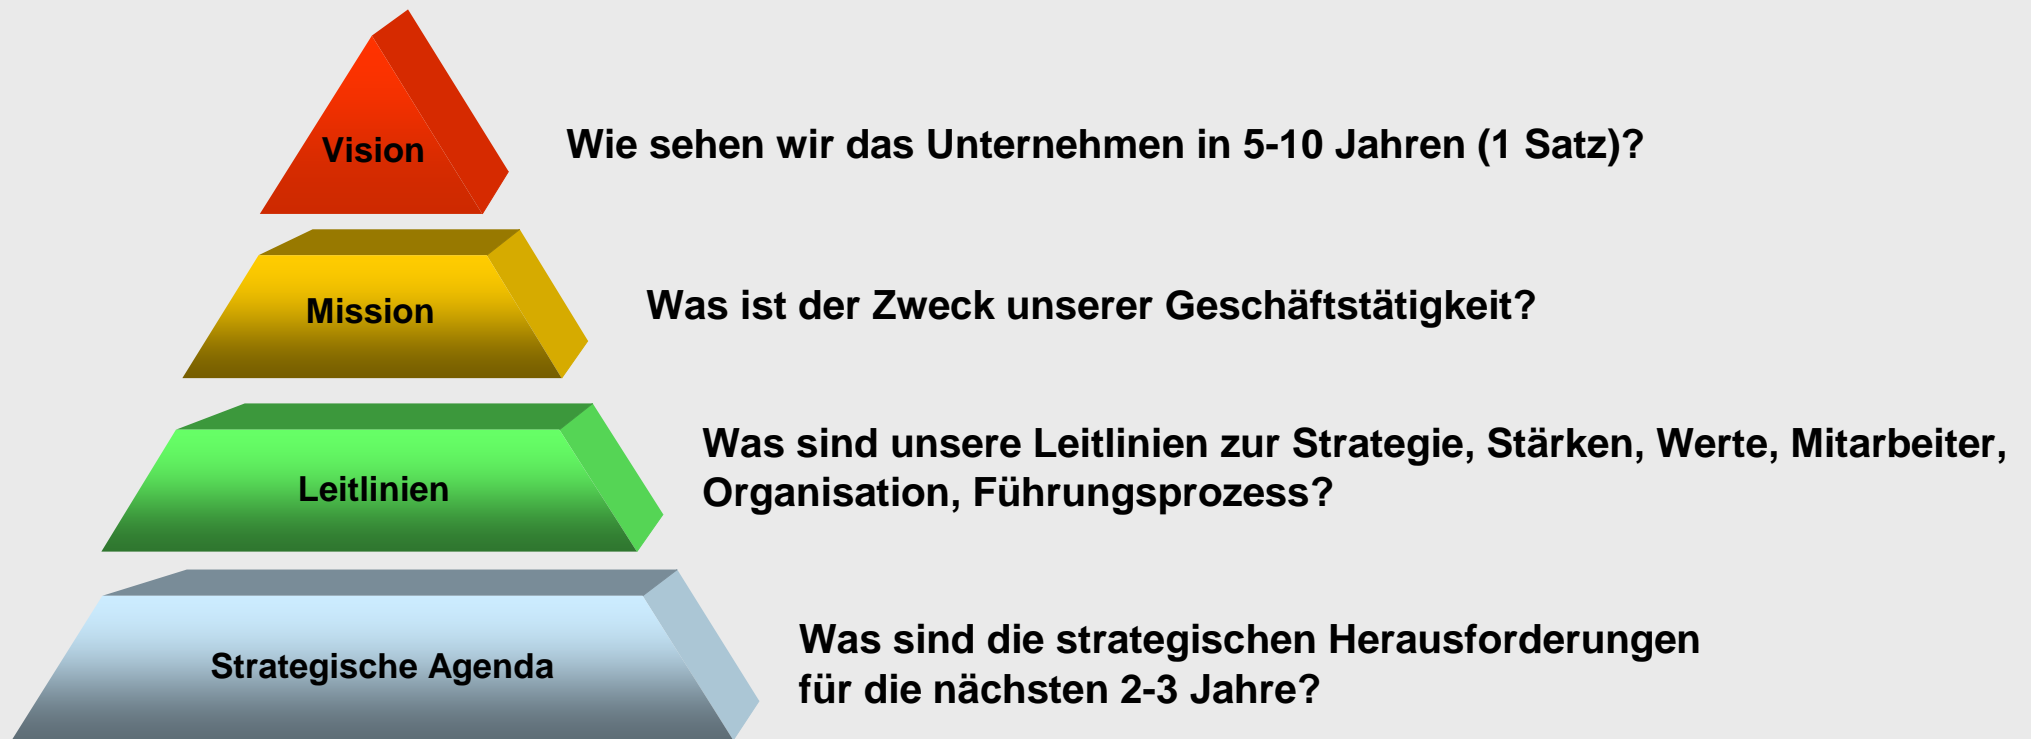 Vision
Wie sehen wir das Unternehmen in 5-10 Jahren (1 Satz)?
Mission
Was ist der Zweck unserer Geschäftstätigkeit?
Leitlinien
Was sind unsere Leitlinien zur Strategie, Stärken, Werte, Mitarbeiter,
Organisation, Führungsprozess?
Strategische Agenda
Was sind die strategischen Herausforderungen
für die nächsten 2-3 Jahre?